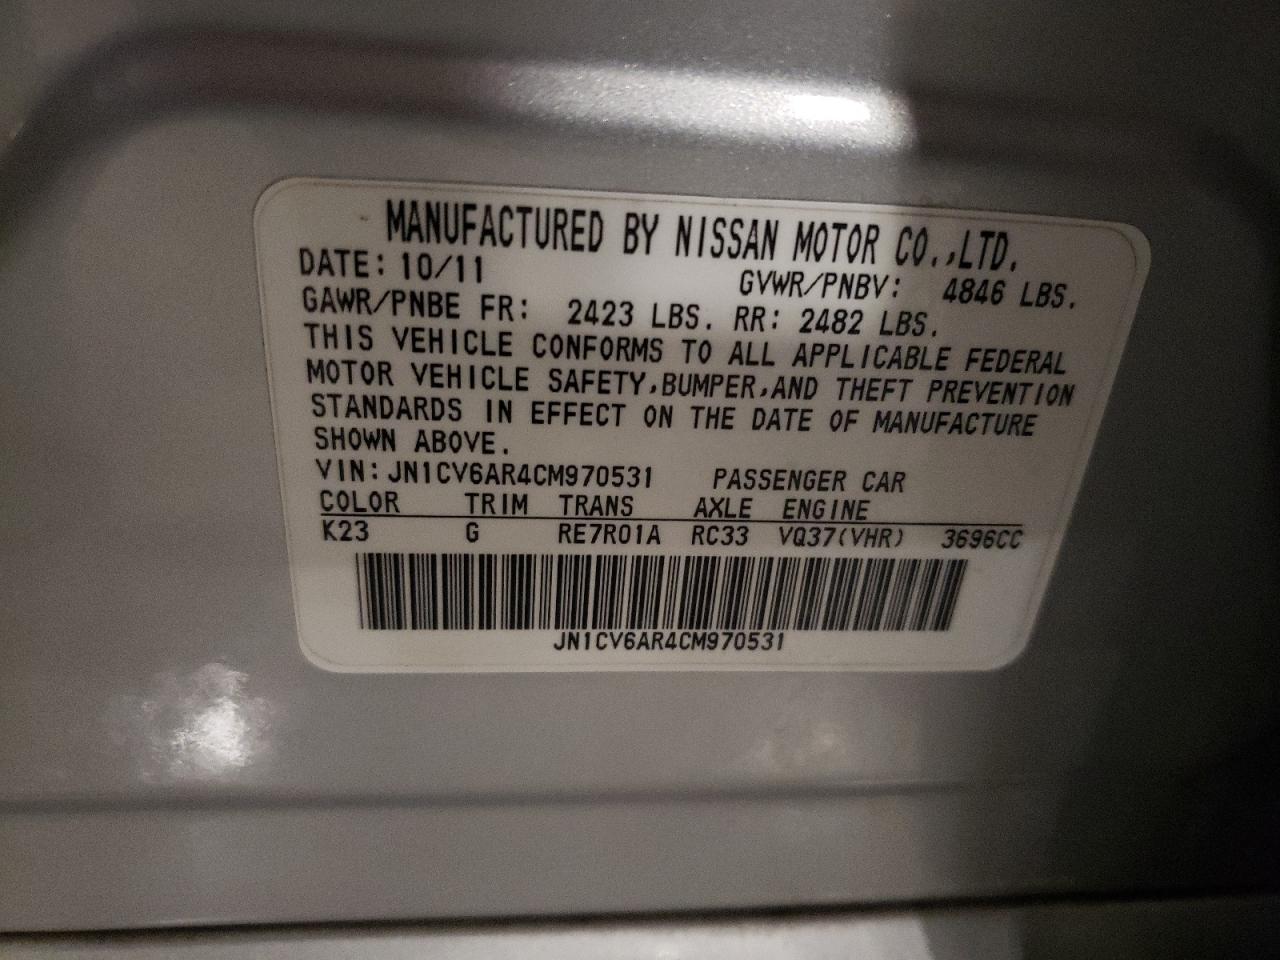 MANUFACTURED BY NISSAN MOTOR CO.,LTD.
DATE: 10/11 GVWR/PNBV: 4846 LBS.
GAWR/PNBE FR: 2423 LBS. RR: 2482 LBS.
THIS VEHICLE CONFORMS TO ALL APPLICABLE FEDERAL
MOTOR VEHICLE SAFETY,BUMPER,AND THEFT PREVENTION
STANDARDS IN EFFECT ON THE DATE OF MANUFACTURE
SHOWN ABOVE.
VIN:JN1CV6AR4CM970531 PASSENGER CAR
COLOR TRIM TRANS AXLE ENGINE
K23 G RE7R01A RC33 VQ37(VHR) 3696CC
JN1CV6AR4CM970531